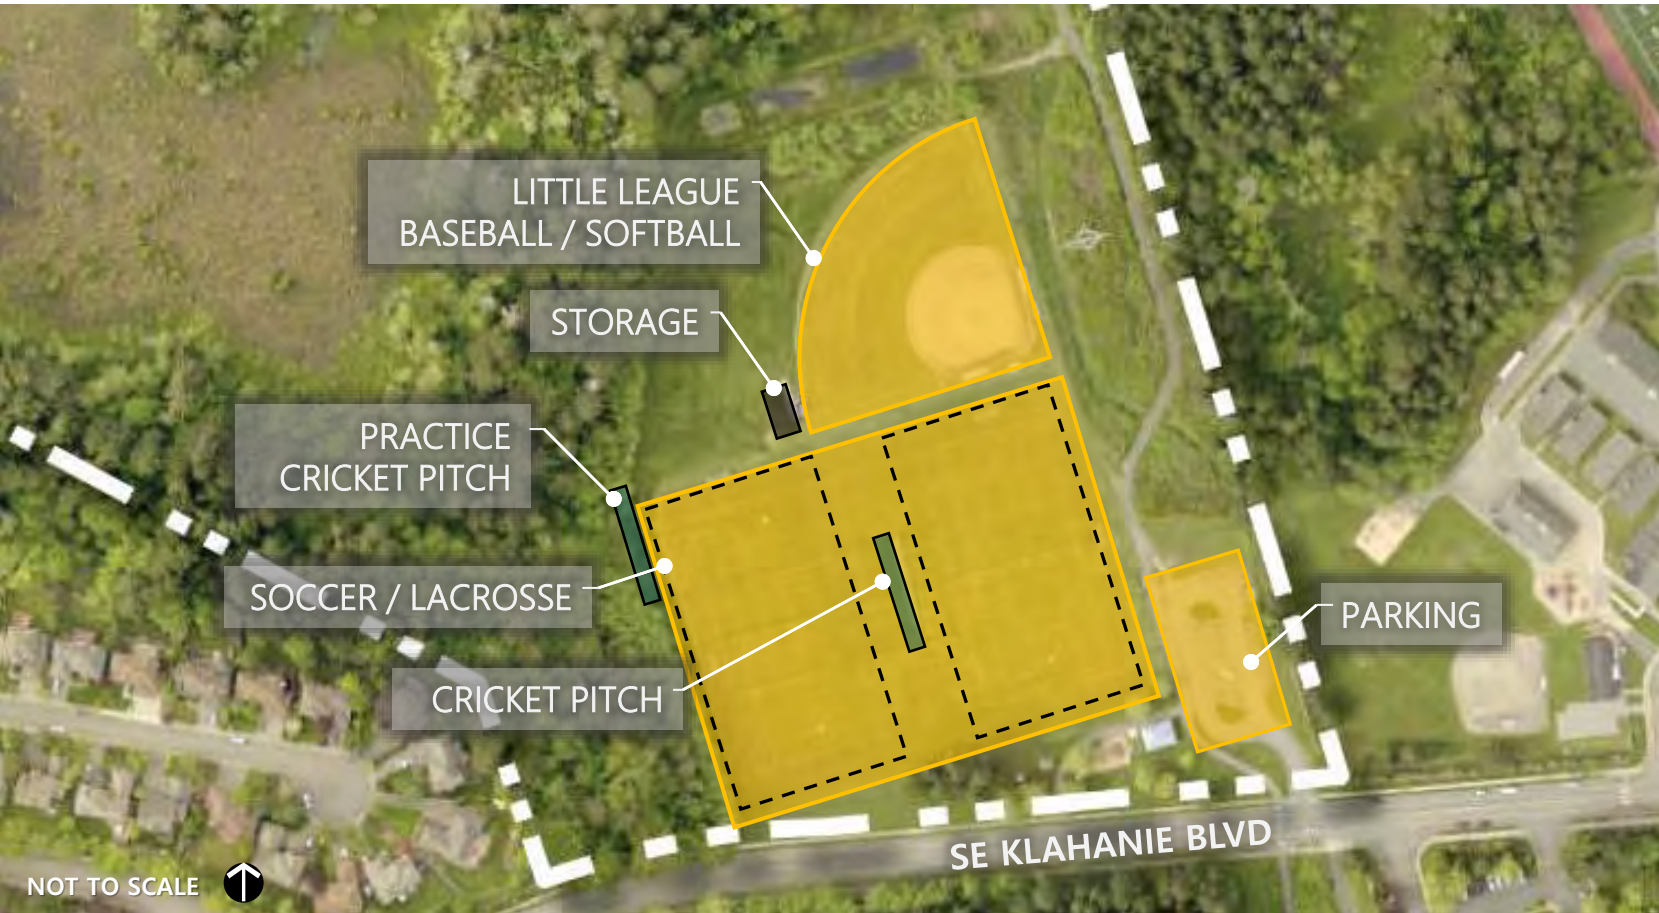 LITTLE LEAGUE
BASEBALL / SOFTBALL
STORAGE
PRACTICE
CRICKET PITCH
SOCCER / LACROSSE
PARKING
CRICKET PITCH
SE KLAHANIE BLVD
NOT TO SCALE